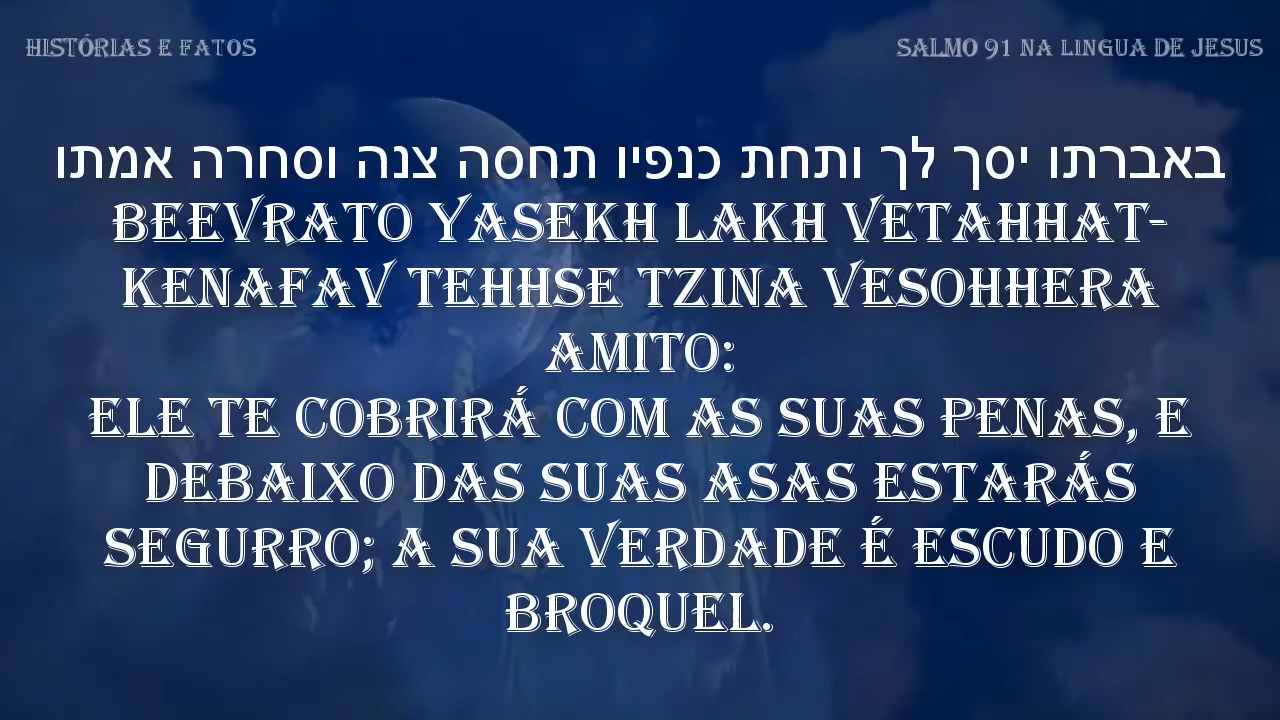 HISTÓRIAS E FATOS
SALMO 91 NA LINGUA DE JESUS
באברתו יסך לך ותחת כנפיו תחסה צנה וסחרה אמתו
BEEVRATO YASEKH LAKH VETAHHAT-
KENAFAV TEHHSE TZINA VESOHHERA
AMITO:
ELE TE COBRIRÁ COM AS SUAS PENAS, E
DEBAIXO DAS SUAS ASAS ESTARÁS
SEGURRO; A SUA VERDADE É ESCUDO E
BROQUEL.